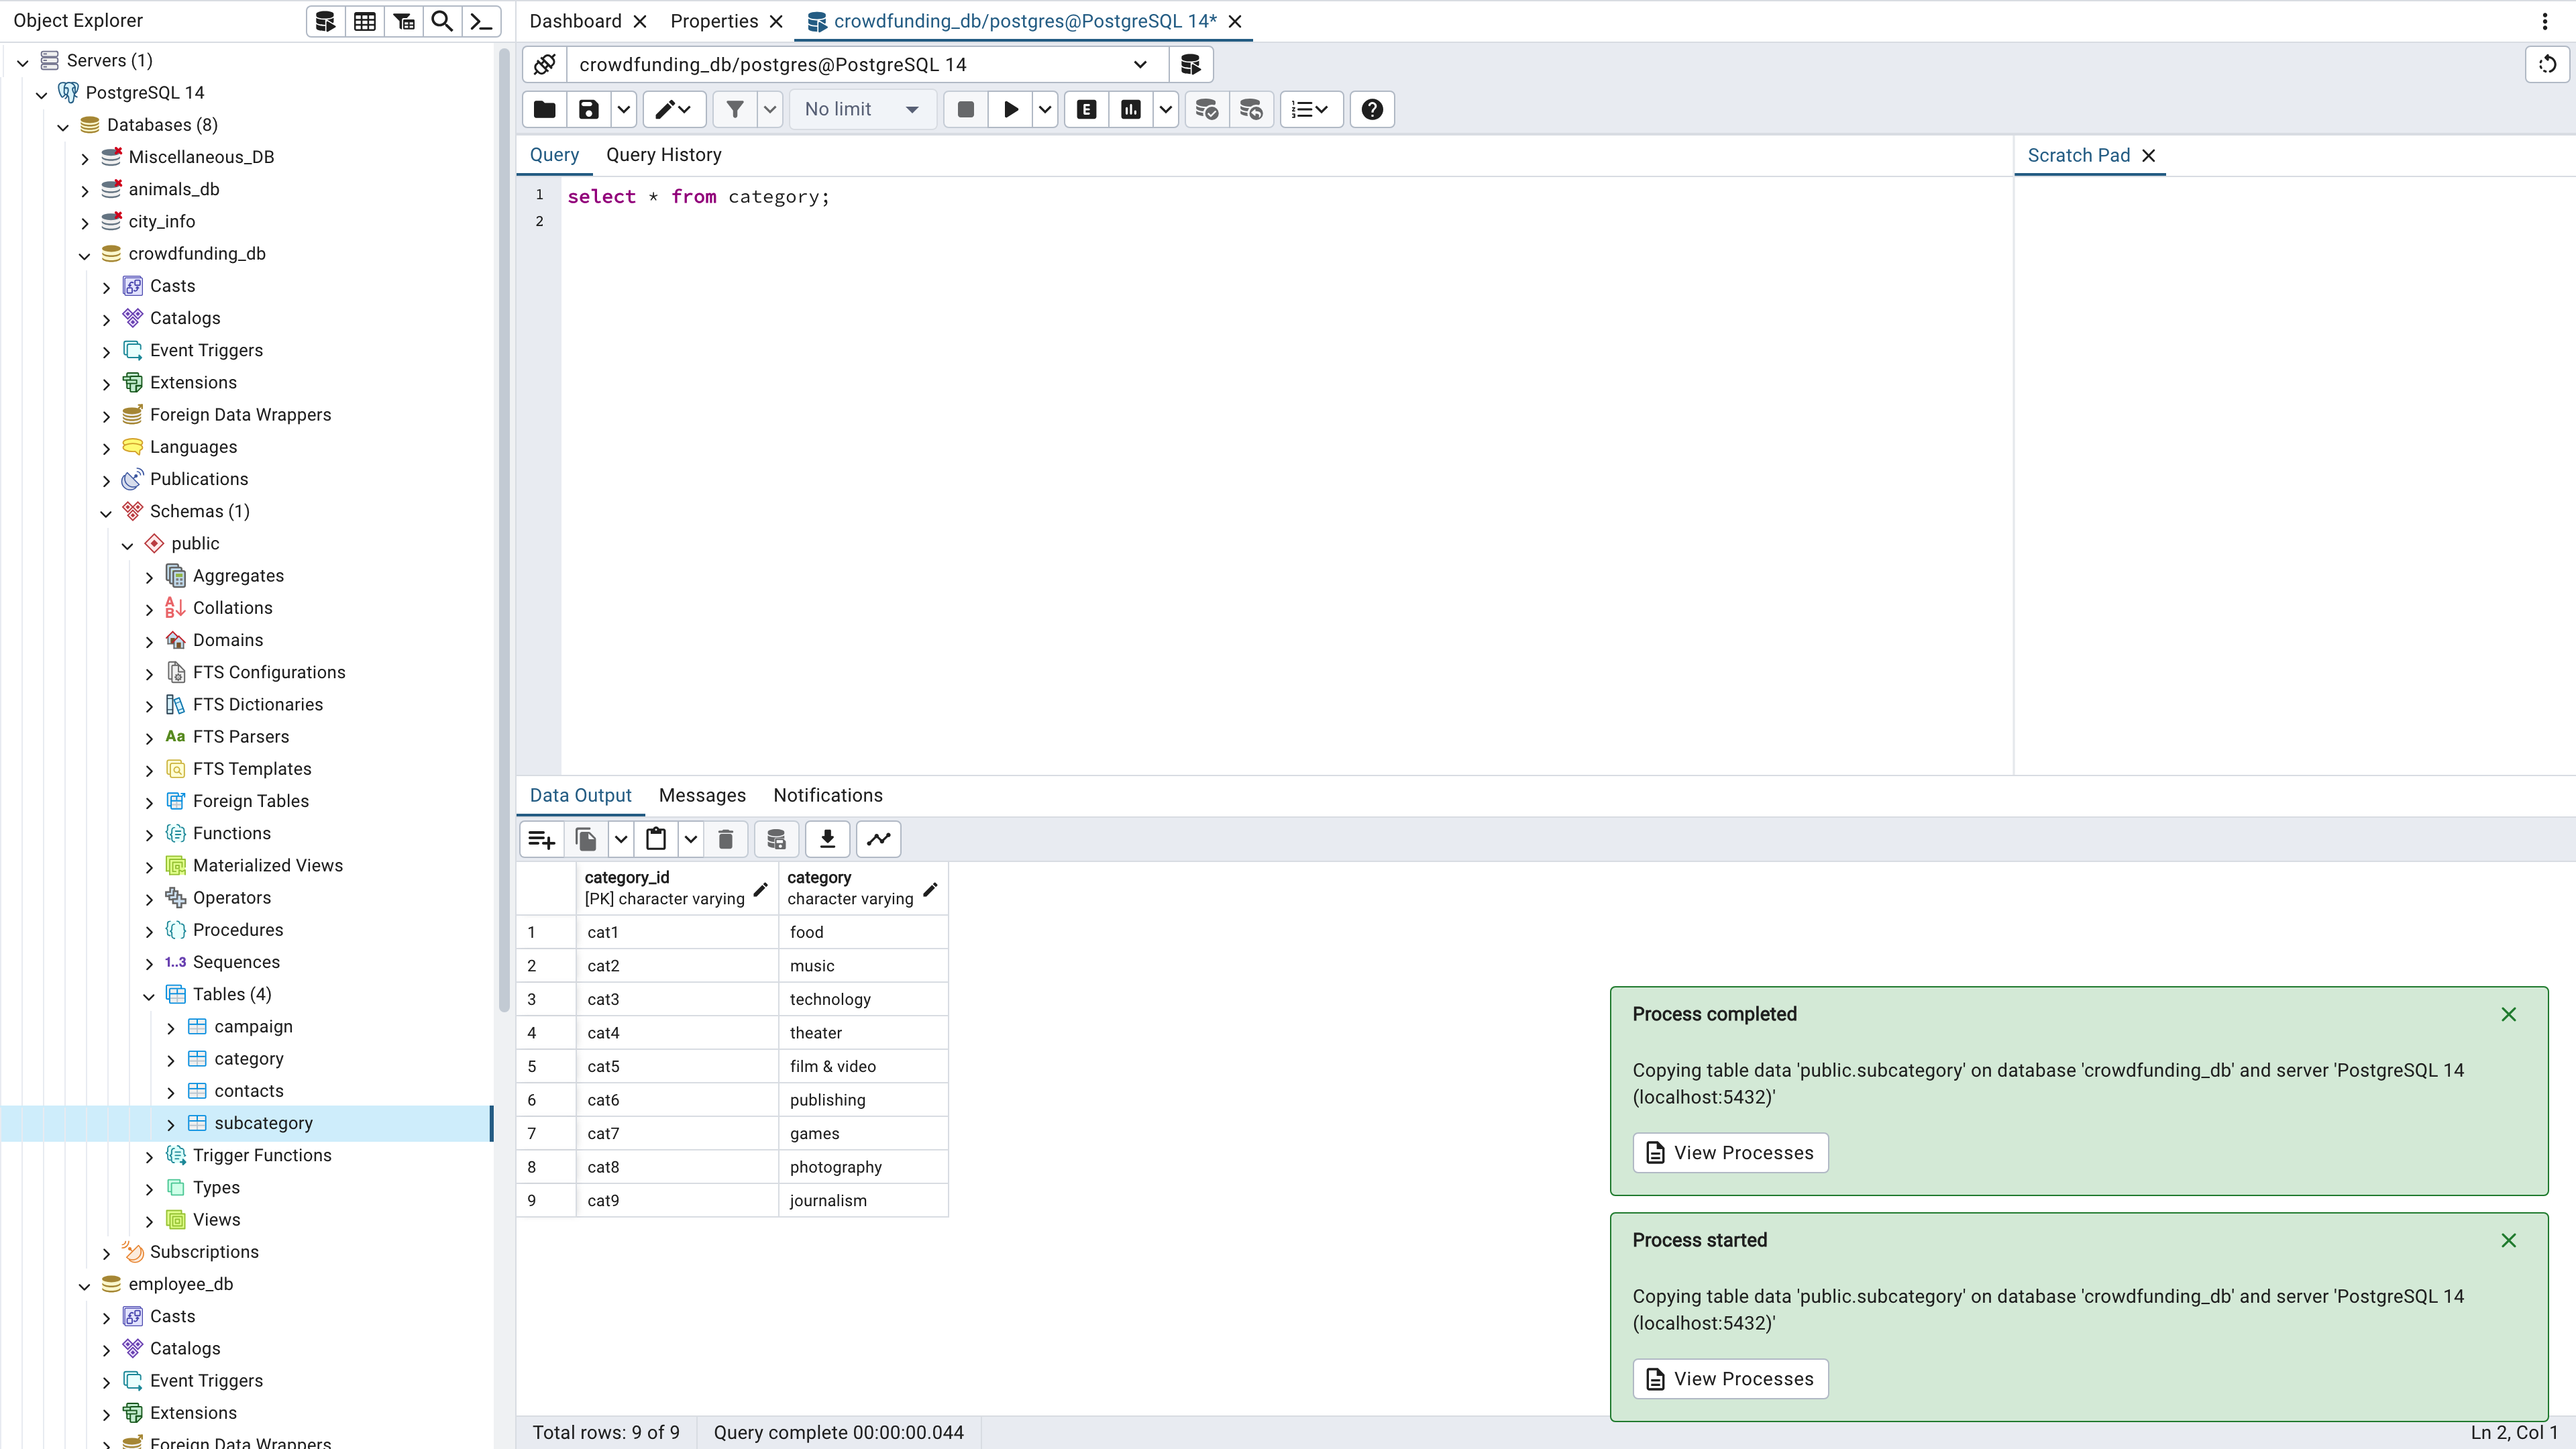 Object Explorer
Servers (1)
PostgreSQL 14
Databases (8)
Miscellaneous_DB
animals_db
city_info
crowdfunding_db
Casts
Catalogs
Event Triggers
Extensions
Foreign Data Wrappers
Languages
Publications
Schemas (1)
public
Aggregates
Collations
Domains
FTS Configurations
FTS Dictionaries
Aa FTS Parsers
FTS Templates
Foreign Tables
Functions
Materialized Views
Operators
Procedures
1..3 Sequences
Tables (4)
campaign
category
contacts
subcategory
Trigger Functions
Types
Views
Subscriptions
employee_db
Casts
Catalogs
Event Triggers
Extensions
Foreign Data Wrappers
Dashboard
Properties
crowdfunding_db/postgres@PostgreSQL 14*
crowdfunding_db/postgres@PostgreSQL 14
No limit
E
Query
Query History
Scratch Pad
1 select * from category;
2
Data Output
Messages
Notifications
category_id
[PK] character varying
category
character varying
1 cat1 food
2 cat2 music
3 cat3 technology
4 cat4 theater
5 cat5 film & video
6 cat6 publishing
7 cat7 games
8 cat8 photography
9 cat9 journalism
Process completed
Copying table data 'public.subcategory' on database 'crowdfunding_db' and server 'PostgreSQL 14
(localhost:5432)'
View Processes
Process started
Copying table data 'public.subcategory' on database 'crowdfunding_db' and server 'PostgreSQL 14
(localhost:5432)'
View Processes
Total rows: 9 of 9
Query complete 00:00:00.044
Ln 2, Col 1